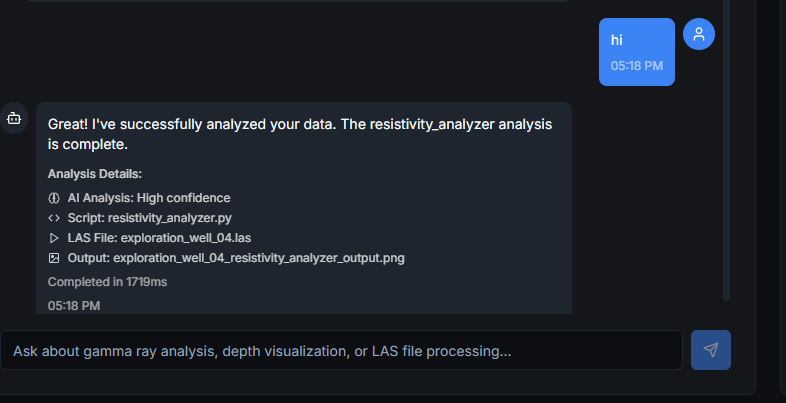 hi
05:18 PM
Great! I've successfully analyzed your data. The resistivity_analyzer analysis
is complete.
Analysis Details:
AI Analysis: High confidence
Script: resistivity_analyzer.py
LAS File: exploration_well_04.las
Output: exploration_well_04_resistivity_analyzer_output.png
Completed in 1719ms
05:18 PM
Ask about gamma ray analysis, depth visualization, or LAS file processing...